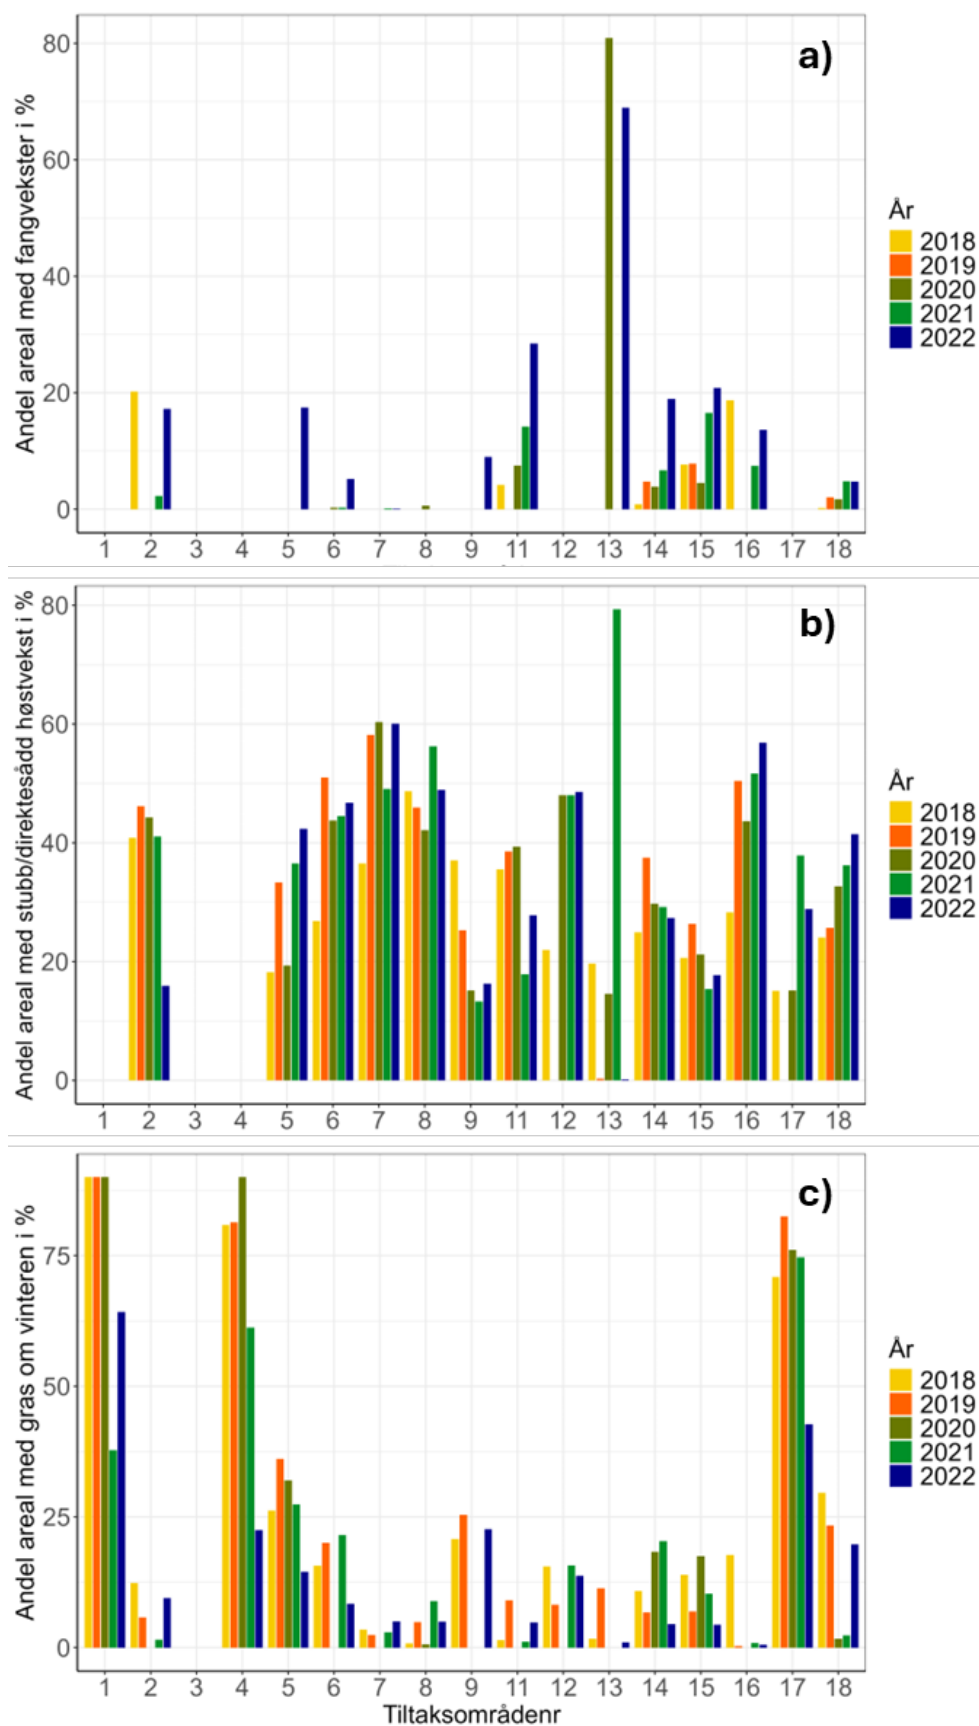 a)
Andel areal med fangvekster i %
80
60
40
20
0
1 2 3 4 5 6 7 8 9 11 12 13 14 15 16 17 18
År
2018
2019
2020
2021
2022
b)
Andel areal med stubb/direktesådd høstvekst i %
80
60
40
20
0
1 2 3 4 5 6 7 8 9 11 12 13 14 15 16 17 18
År
2018
2019
2020
2021
2022
c)
Andel areal med gras om vinteren i %
75
50
25
0
1 2 3 4 5 6 7 8 9 11 12 13 14 15 16 17 18
Tiltaksområdenr
År
2018
2019
2020
2021
2022